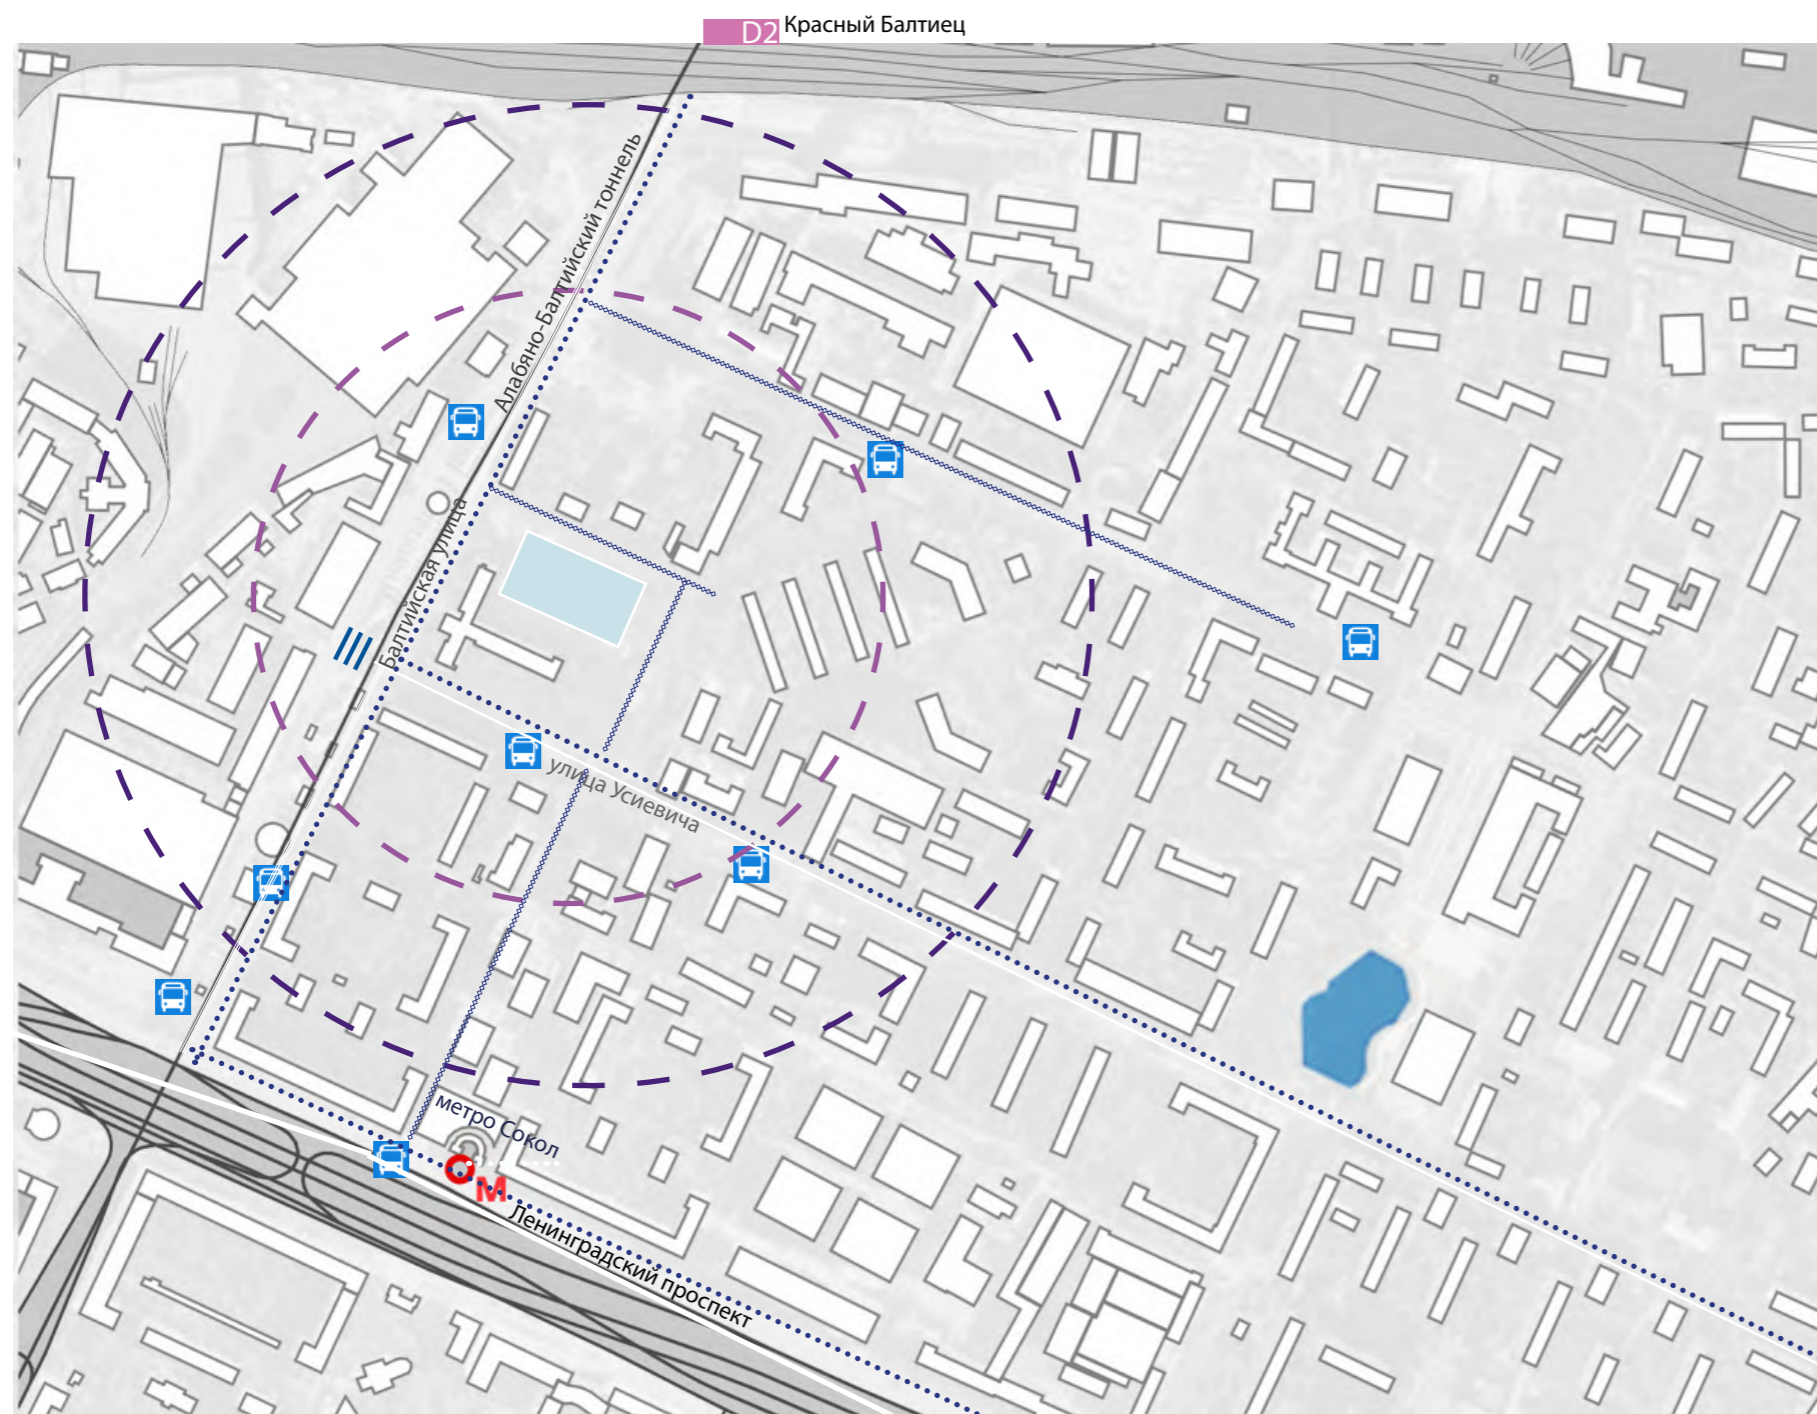 D2 Красный Балтиец
Алабяно-Балтийский тоннель
Балтийская улица
улица Усиевича
метро Сокол
М
Ленинградский проспект